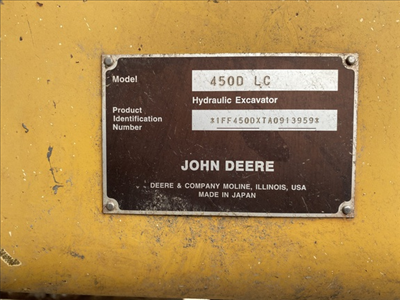 Model 450D LC
Hydraulic Excavator
Product
Identification
Number *1FF450DXTA0913959*
JOHN DEERE
DEERE & COMPANY MOLINE, ILLINOIS, USA
MADE IN JAPAN